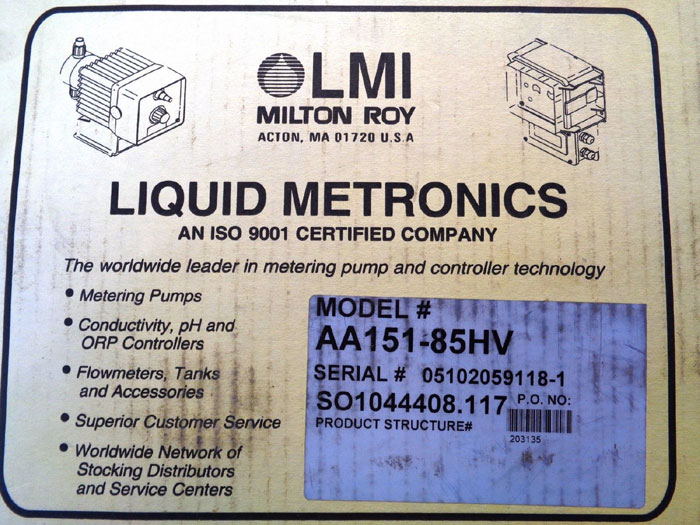 LMI
MILTON ROY
ACTON, MA 01720 U.S.A
LIQUID METRONICS
AN ISO 9001 CERTIFIED COMPANY
The worldwide leader in metering pump and controller technology
• Metering Pumps
• Conductivity, pH and
ORP Controllers
• Flowmeters, Tanks
and Accessories
• Superior Customer Service
• Worldwide Network of
Stocking Distributors
and Service Centers
MODEL #
AA151-85HV
SERIAL # 05102059118-1
SO1044408.117 P.O. NO:
PRODUCT STRUCTURE#
203135